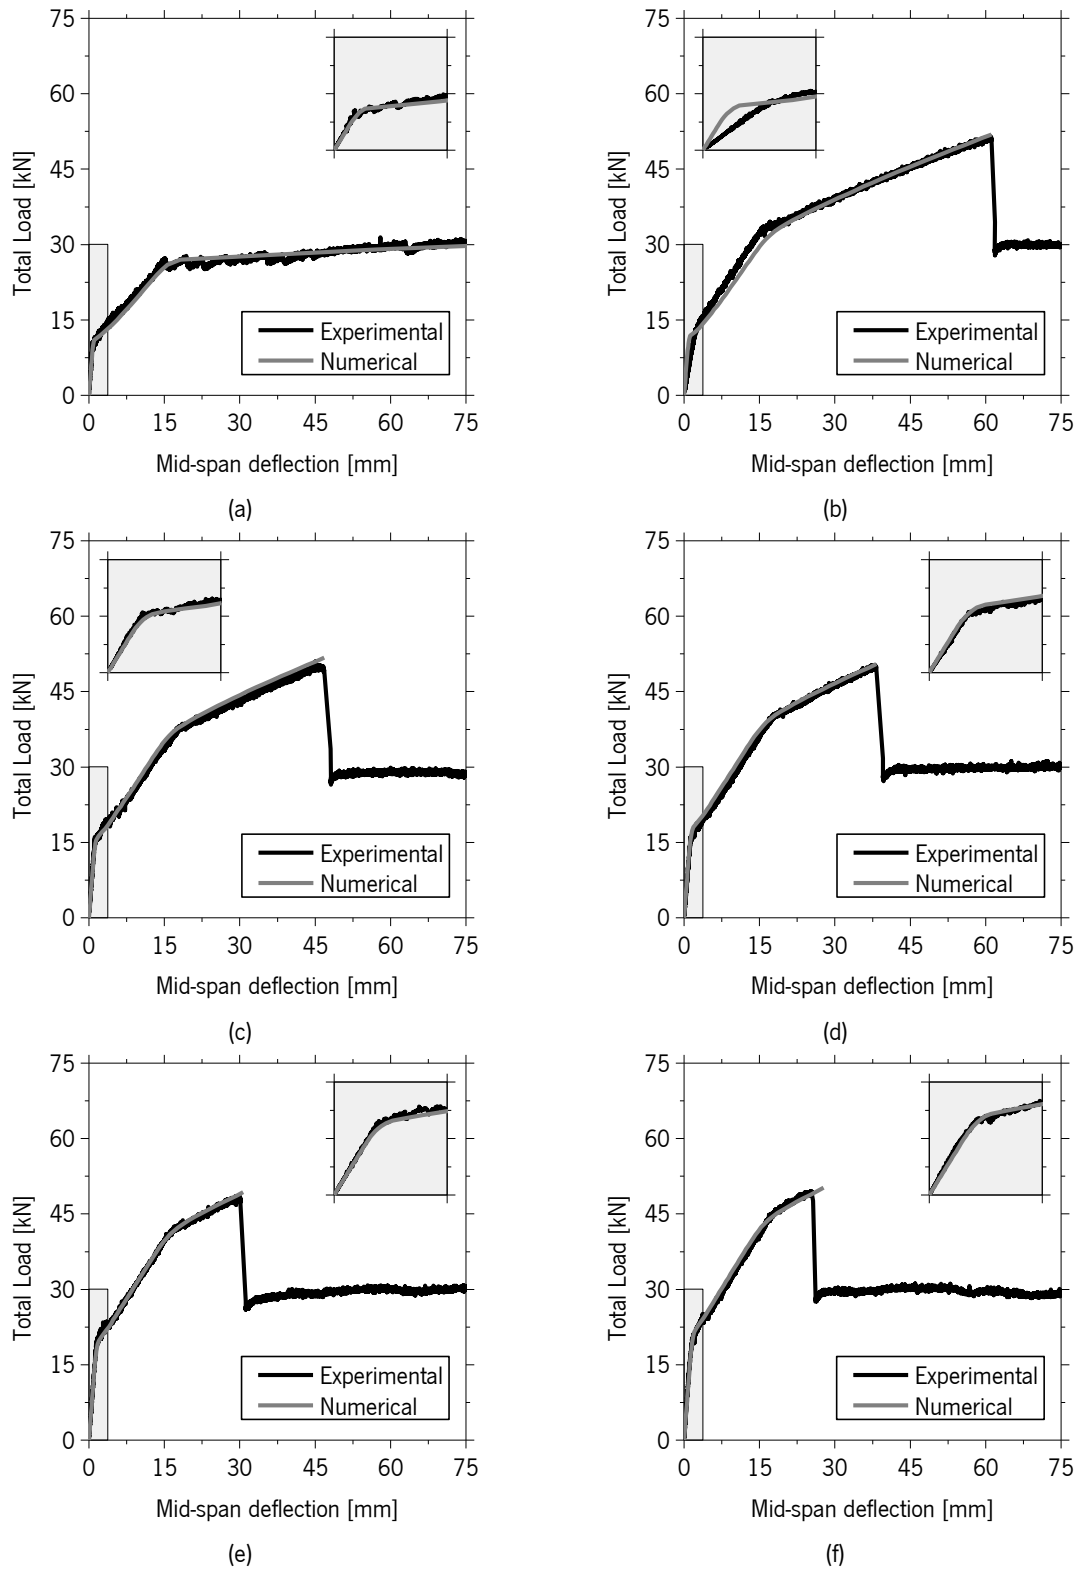 75
60
45
30
15
0
Total Load [kN]
Experimental
Numerical
0 15 30 45 60 75
Mid-span deflection [mm]
(a)
75
60
45
30
15
0
Total Load [kN]
Experimental
Numerical
0 15 30 45 60 75
Mid-span deflection [mm]
(b)
75
60
45
30
15
0
Total Load [kN]
Experimental
Numerical
0 15 30 45 60 75
Mid-span deflection [mm]
(c)
75
60
45
30
15
0
Total Load [kN]
Experimental
Numerical
0 15 30 45 60 75
Mid-span deflection [mm]
(d)
75
60
45
30
15
0
Total Load [kN]
Experimental
Numerical
0 15 30 45 60 75
Mid-span deflection [mm]
(e)
75
60
45
30
15
0
Total Load [kN]
Experimental
Numerical
0 15 30 45 60 75
Mid-span deflection [mm]
(f)